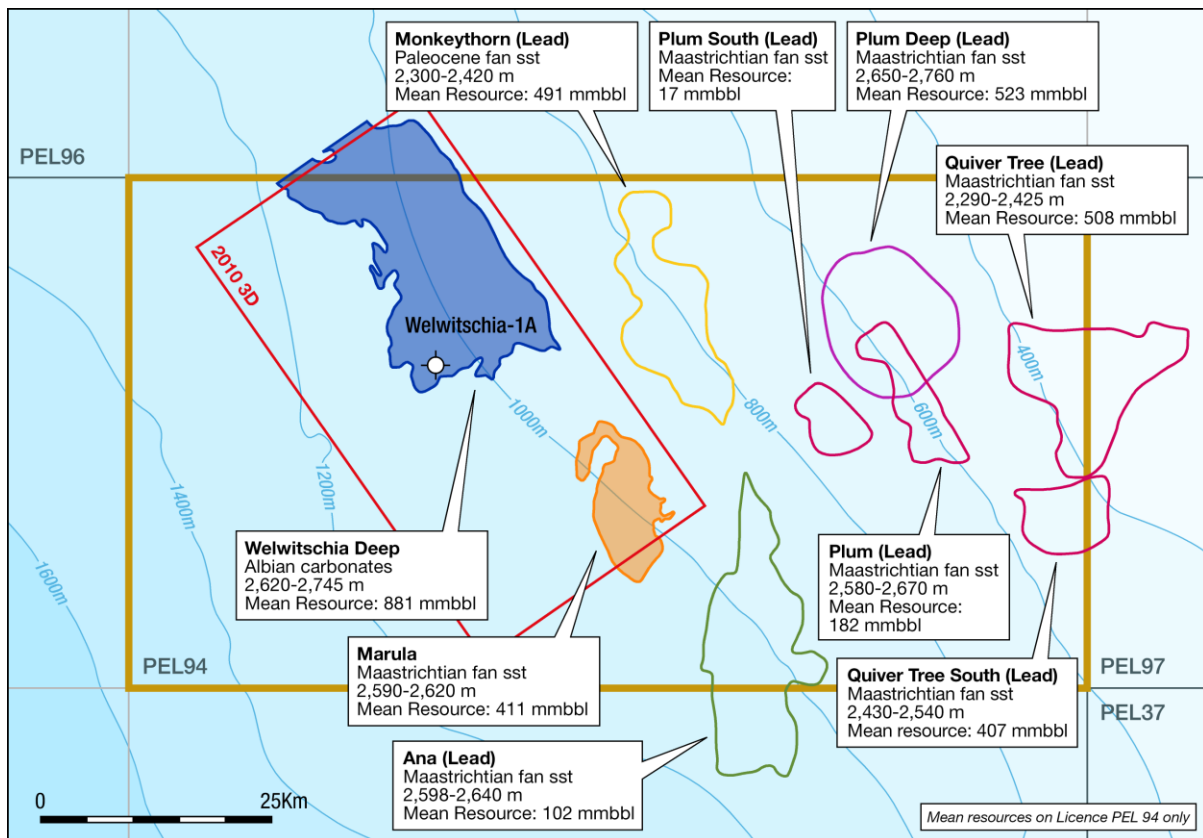 Monkeythorn (Lead)
Paleocene fan sst
2,300-2,420 m
Mean Resource: 491 mmbbl
Plum South (Lead)
Maastrichtian fan sst
Mean Resource:
17 mmbbl
Plum Deep (Lead)
Maastrichtian fan sst
2,650-2,760 m
Mean Resource: 523 mmbbl
PEL96
Quiver Tree (Lead)
Maastrichtian fan sst
2,290-2,425 m
Mean Resource: 508 mmbbl
2010 3D
Welwitschia-1A
400m
600m
800m
1000m
1200m
1400m
1600m
Welwitschia Deep
Albian carbonates
2,620-2,745 m
Mean Resource: 881 mmbbl
Plum (Lead)
Maastrichtian fan sst
2,580-2,670 m
Mean Resource:
182 mmbbl
Marula
Maastrichtian fan sst
2,590-2,620 m
Mean Resource: 411 mmbbl
PEL94
PEL97
PEL37
Quiver Tree South (Lead)
Maastrichtian fan sst
2,430-2,540 m
Mean resource: 407 mmbbl
Ana (Lead)
Maastrichtian fan sst
2,598-2,640 m
Mean Resource: 102 mmbbl
0 25Km
Mean resources on Licence PEL 94 only